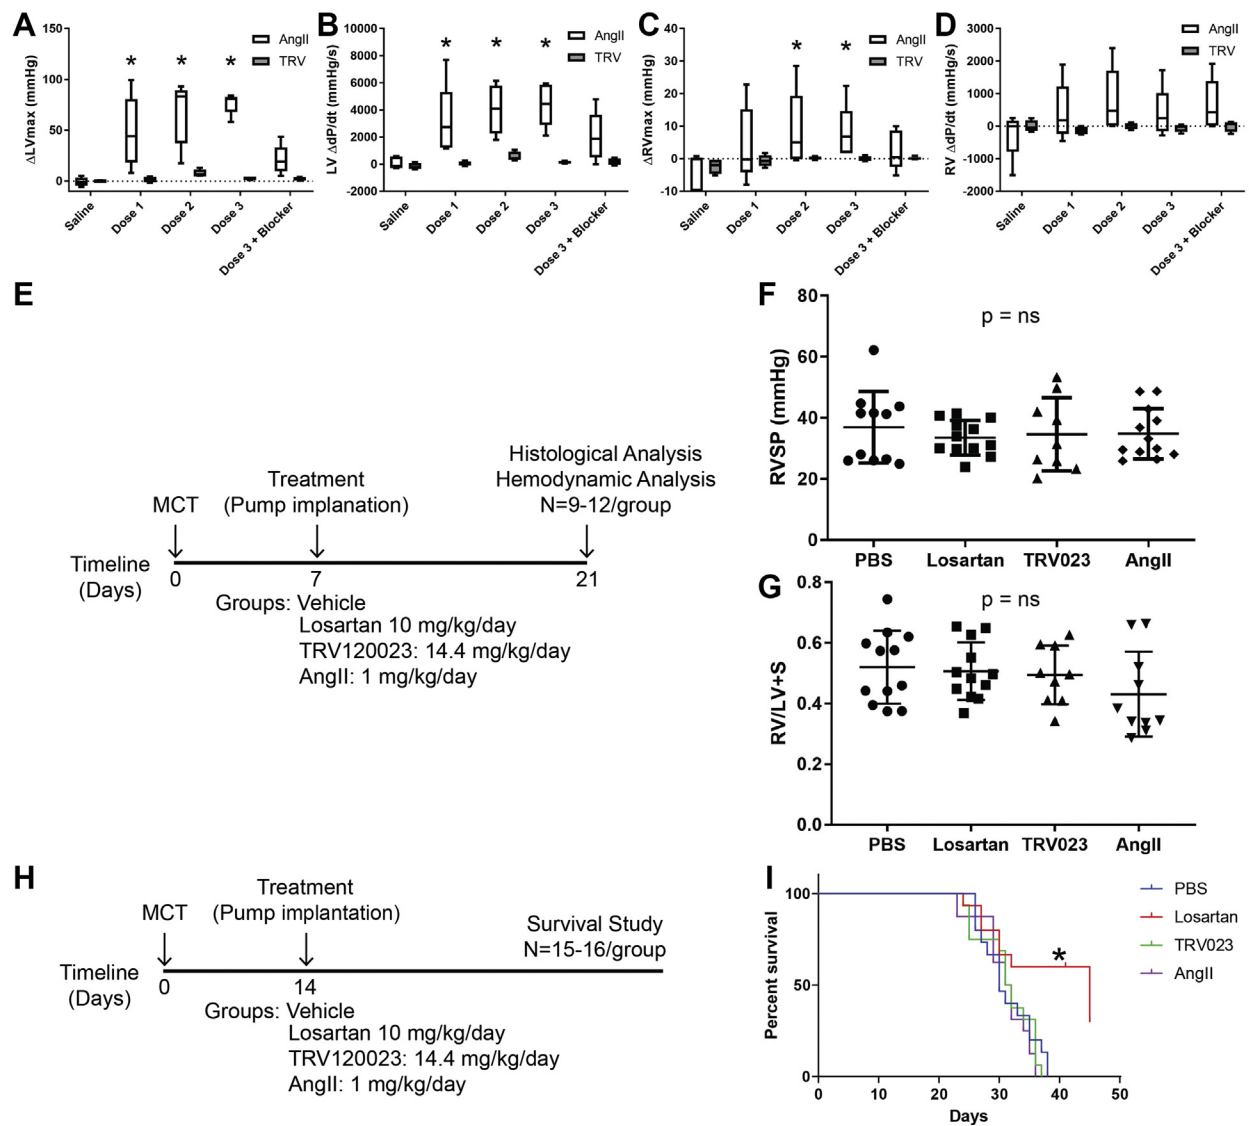 A
ΔLVmax (mmHg)
150
100
50
0
AngII
TRV
*
*
*
Saline
Dose 1
Dose 2
Dose 3
Dose 3 + Blocker
B
LV ΔdP/dt (mmHg/s)
10000
8000
6000
4000
2000
0
-2000
AngII
TRV
*
*
*
Saline
Dose 1
Dose 2
Dose 3
Dose 3 + Blocker
C
ΔRVmax (mmHg)
40
30
20
10
0
-10
AngII
TRV
*
*
Saline
Dose 1
Dose 2
Dose 3
Dose 3 + Blocker
D
RV ΔdP/dt (mmHg/s)
3000
2000
1000
0
-1000
-2000
AngII
TRV
Saline
Dose 1
Dose 2
Dose 3
Dose 3 + Blocker
E
MCT
Treatment
(Pump implanation)
Histological Analysis
Hemodynamic Analysis
N=9-12/group
Timeline
(Days)
0
7
21
Groups: Vehicle
Losartan 10 mg/kg/day
TRV120023: 14.4 mg/kg/day
AngII: 1 mg/kg/day
F
RVSP (mmHg)
80
60
40
20
0
p = ns
PBS
Losartan
TRV023
AngII
G
RV/LV+S
0.8
0.6
0.4
0.2
0.0
p = ns
PBS
Losartan
TRV023
AngII
H
MCT
Treatment
(Pump implantation)
Survival Study
N=15-16/group
Timeline
(Days)
0
14
Groups: Vehicle
Losartan 10 mg/kg/day
TRV120023: 14.4 mg/kg/day
AngII: 1 mg/kg/day
I
Percent survival
100
50
0
*
PBS
Losartan
TRV023
AngII
0
10
20
30
40
50
Days